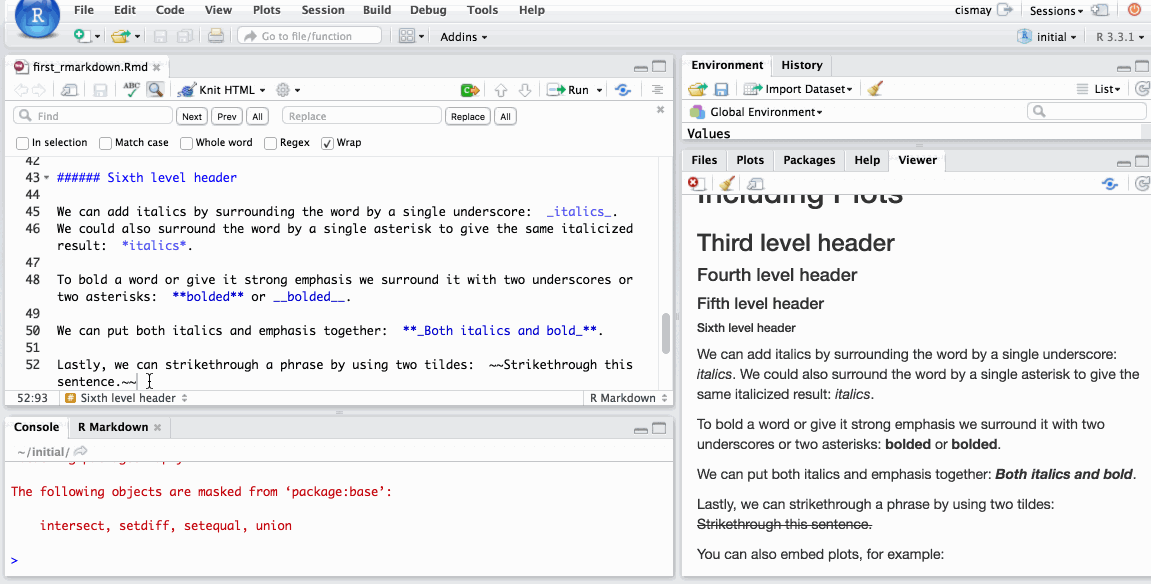 R File Edit Code View Plots Session Build Debug Tools Help cismay Sessions
Go to file/function Addins initial R 3.3.1
first_rmarkdown.Rmd
ABC Knit HTML Run
Find Next Prev All Replace Replace All
In selection Match case Whole word Regex Wrap
42
43 ###### Sixth level header
44
45 We can add italics by surrounding the word by a single underscore:  _italics_.
46 We could also surround the word by a single asterisk to give the same italicized
result:  *italics*.
47
48 To bold a word or give it strong emphasis we surround it with two underscores or
two asterisks:  **bolded** or __bolded__.
49
50 We can put both italics and emphasis together:  **_Both italics and bold_**.
51
52 Lastly, we can strikethrough a phrase by using two tildes:  ~~Strikethrough this
sentence.~~
52:93 # Sixth level header R Markdown
Console R Markdown
~/initial/
The following objects are masked from ‘package:base’:
intersect, setdiff, setequal, union
>
Environment History
Import Dataset List
Global Environment
Values
Files Plots Packages Help Viewer
Including Plots
Third level header
Fourth level header
Fifth level header
Sixth level header
We can add italics by surrounding the word by a single underscore:
italics. We could also surround the word by a single asterisk to give the
same italicized result: italics.
To bold a word or give it strong emphasis we surround it with two
underscores or two asterisks: bolded or bolded.
We can put both italics and emphasis together: Both italics and bold.
Lastly, we can strikethrough a phrase by using two tildes:
Strikethrough this sentence.
You can also embed plots, for example: